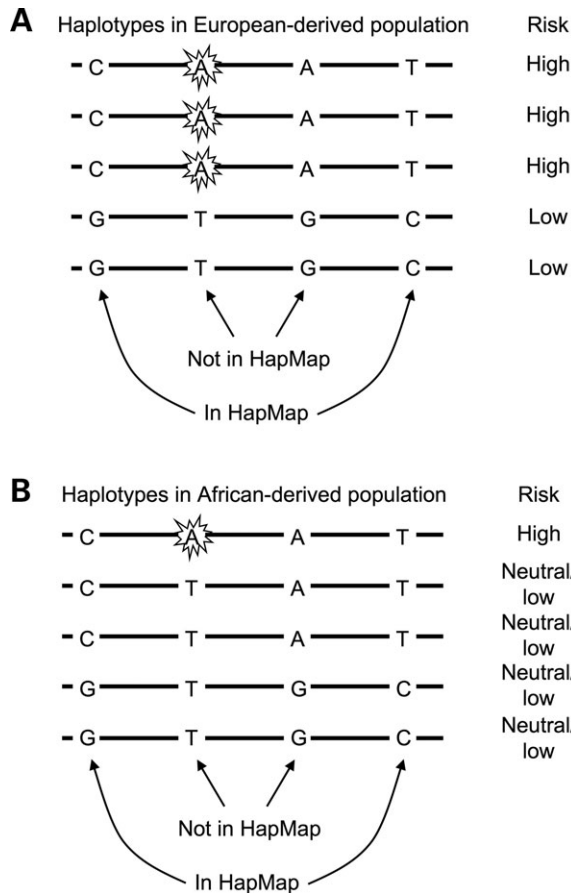 A Haplotypes in European-derived population Risk
C A A T High
C A A T High
C A A T High
G T G C Low
G T G C Low
Not in HapMap
In HapMap
B Haplotypes in African-derived population Risk
C A A T High
C T A T Neutral/
low
C T A T Neutral/
low
G T G C Neutral/
low
G T G C Neutral/
low
Not in HapMap
In HapMap